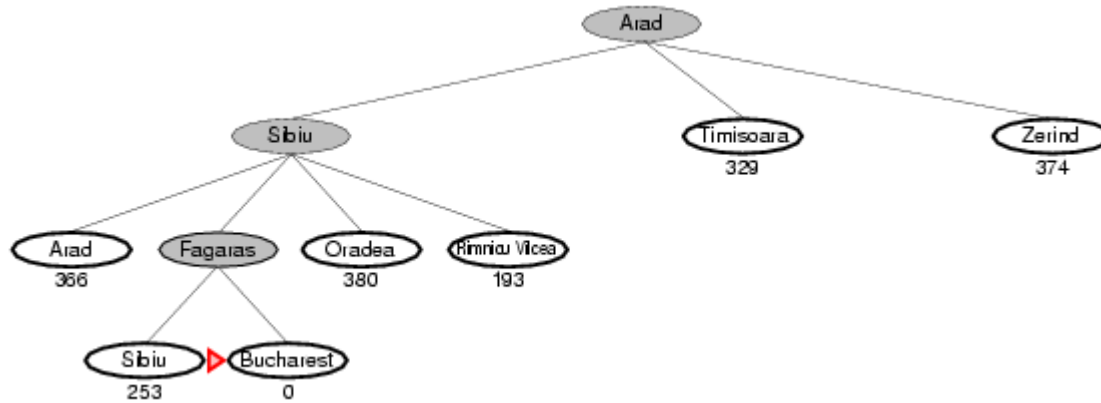 Arad
Sibiu
Timisoara
Zerind
329
374
Arad
Fagaras
Oradea
Rimnicu Vilcea
366
380
193
Sibiu
Bucharest
253
0